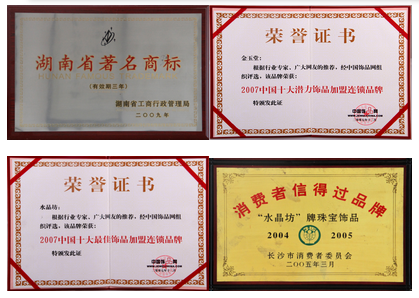 湖南省著名商标
(有效期三年)
湖南省工商行政管理局
二〇〇九年
荣誉证书
金玉堂:
根据行业专家、广大网友的推荐,经中国饰品网组
织评选,该品牌荣获:
2007中国十大潜力饰品加盟连锁品牌
特颁发此证
荣誉证书
水晶坊:
根据行业专家、广大网友的推荐,经中国饰品网组
织评选,该品牌荣获:
2007中国十大最佳饰品加盟连锁品牌
特颁发此证
消费者信得过品牌
“水晶坊”牌珠宝饰品
2004 2005
长沙市消费者委员会
二〇〇五年三月